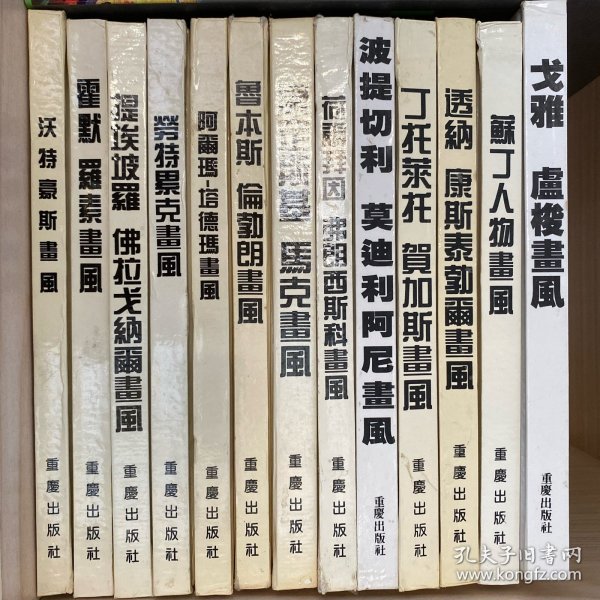 沃特豪斯畫風
重慶出版社
霍默 羅索畫風
重慶出版社
提埃坡羅 佛拉戈納爾畫風
重慶出版社
勞特累克畫風
重慶出版社
阿爾瑪-塔德瑪畫風
重慶出版社
魯本斯 倫勃朗畫風
重慶出版社
斯基 馬克畫風
重慶出版社
荷爾拜因 弗朗西斯科畫風
重慶出版社
波提切利 莫迪利阿尼畫風
重慶出版社
丁托萊托 賀加斯畫風
重慶出版社
透納 康斯泰勃爾畫風
重慶出版社
蘇丁人物畫風
重慶出版社
戈雅 盧梭畫風
重慶出版社
孔夫子旧书网
www.kongfz.com